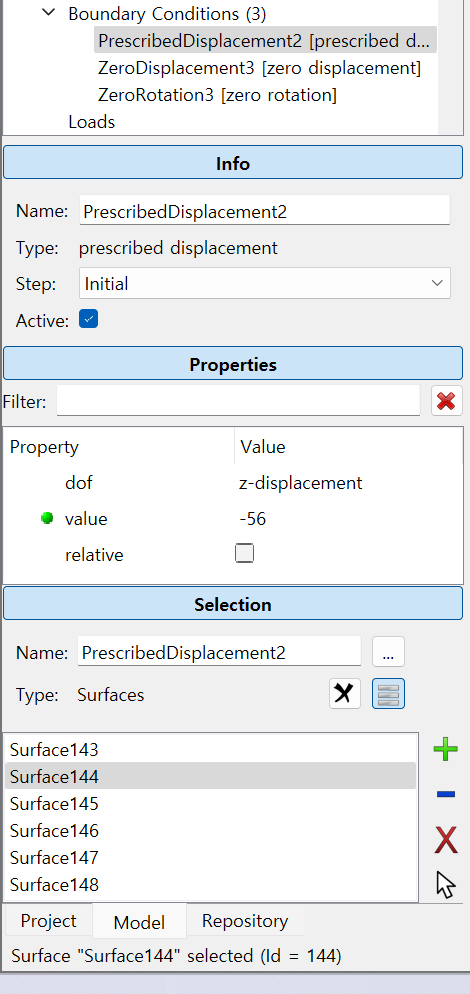 Boundary Conditions (3)
PrescribedDisplacement2 [prescribed d...
ZeroDisplacement3 [zero displacement]
ZeroRotation3 [zero rotation]
Loads
Info
Name: PrescribedDisplacement2
Type: prescribed displacement
Step: Initial
Active:
Properties
Filter:
Property Value
dof z-displacement
value -56
relative
Selection
Name: PrescribedDisplacement2 ...
Type: Surfaces
Surface143
Surface144
Surface145
Surface146
Surface147
Surface148
Project Model Repository
Surface "Surface144" selected (Id = 144)